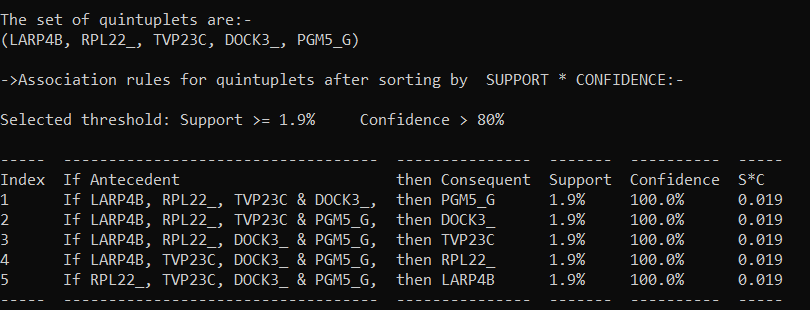 The set of quintuplets are:-
(LARP4B, RPL22_, TVP23C, DOCK3_, PGM5_G)
->Association rules for quintuplets after sorting by  SUPPORT * CONFIDENCE:-
Selected threshold: Support >= 1.9%     Confidence > 80%
-----  ----------------------------------  ---------------  -------  ----------  -----
Index  If Antecedent                       then Consequent  Support  Confidence  S*C
1      If LARP4B, RPL22_, TVP23C & DOCK3_,  then PGM5_G      1.9%     100.0%      0.019
2      If LARP4B, RPL22_, TVP23C & PGM5_G,  then DOCK3_      1.9%     100.0%      0.019
3      If LARP4B, RPL22_, DOCK3_ & PGM5_G,  then TVP23C      1.9%     100.0%      0.019
4      If LARP4B, TVP23C, DOCK3_ & PGM5_G,  then RPL22_      1.9%     100.0%      0.019
5      If RPL22_, TVP23C, DOCK3_ & PGM5_G,  then LARP4B      1.9%     100.0%      0.019
-----  ----------------------------------  ---------------  -------  ----------  -----